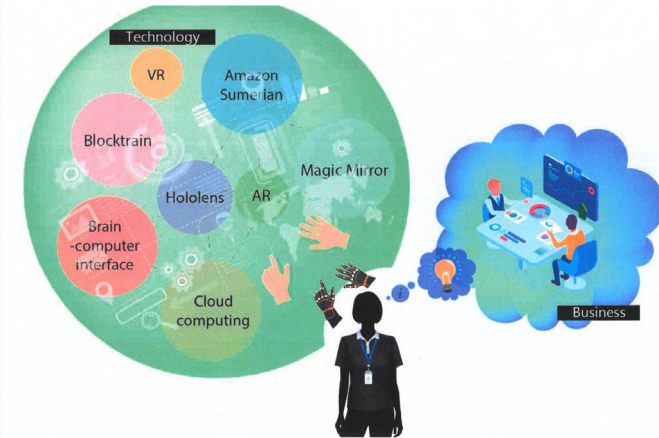 Technology
VR
Amazon
Sumerian
Blocktrain
Magic Mirror
Hololens
AR
Brain
-computer
interface
Cloud
computing
i
Business